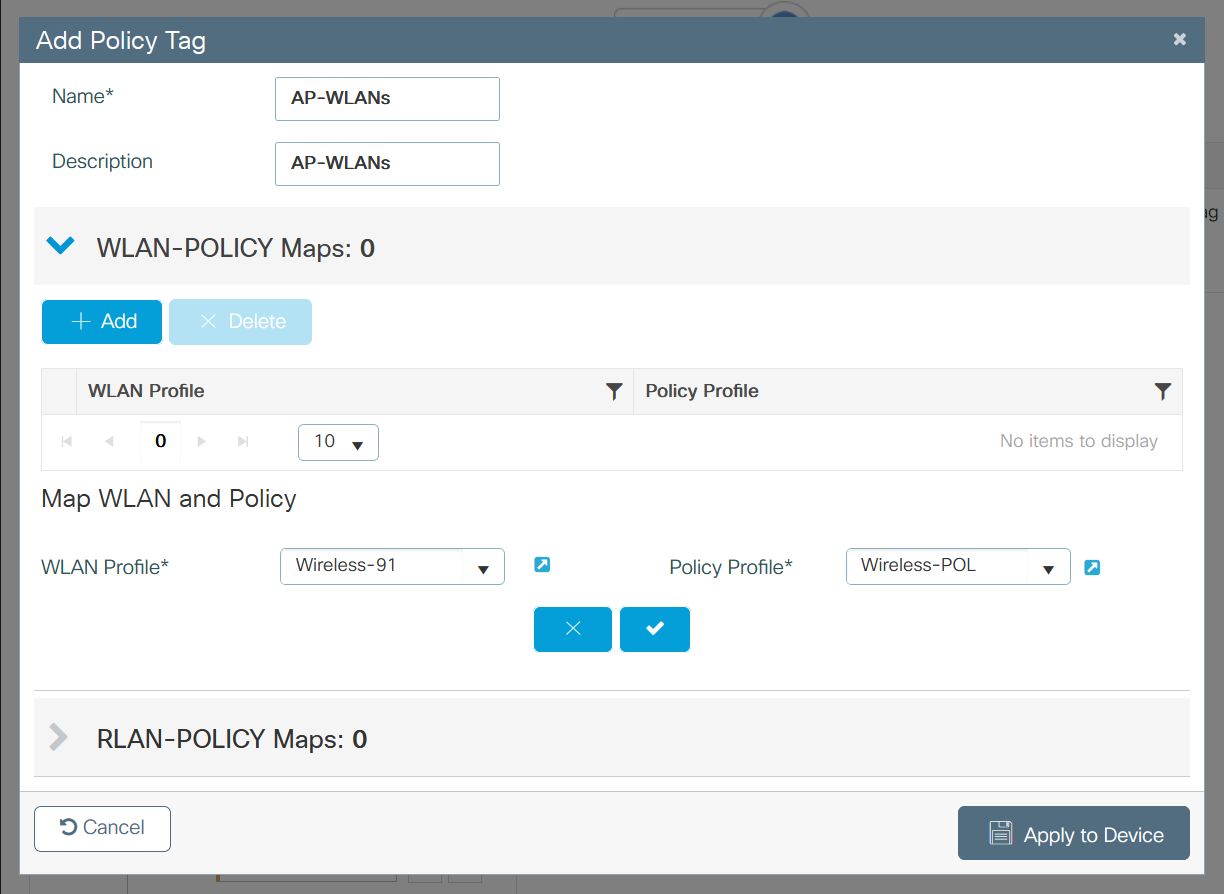 Add Policy Tag
Name* AP-WLANs
Description AP-WLANs
ag
WLAN-POLICY Maps: 0
Add Delete
WLAN Profile Policy Profile
0 10 No items to display
Map WLAN and Policy
WLAN Profile* Wireless-91 Policy Profile* Wireless-POL
RLAN-POLICY Maps: 0
Cancel Apply to Device